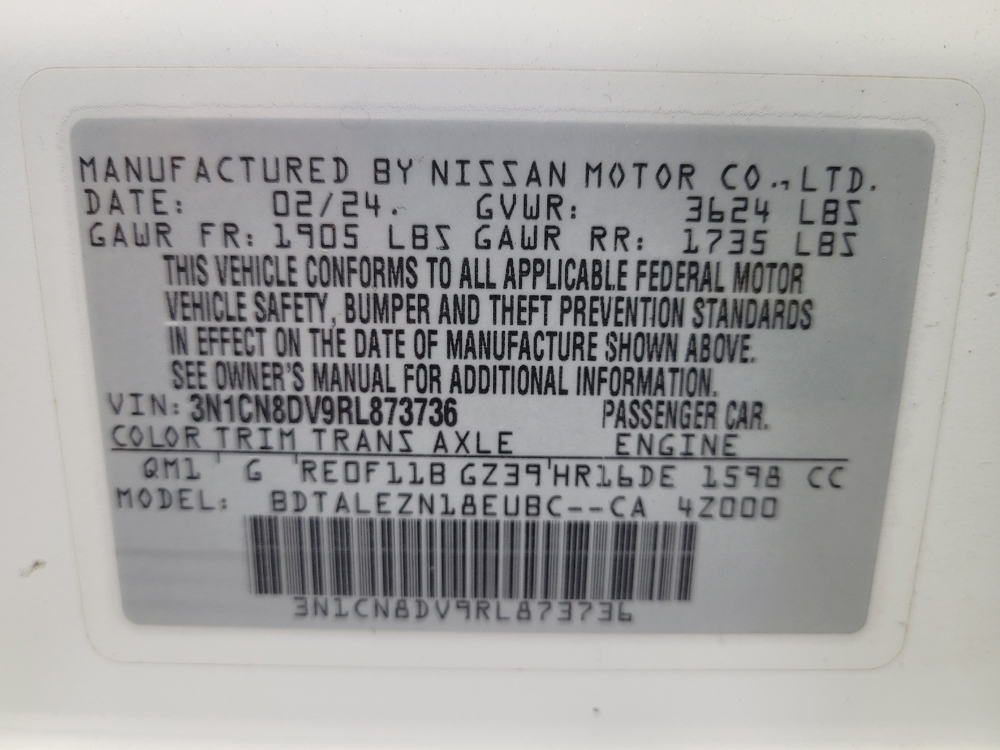 MANUFACTURED BY NISSAN MOTOR CO., LTD.
DATE: 02/24. GVWR: 3624 LBS
GAWR FR: 1905 LBS GAWR RR: 1735 LBS
THIS VEHICLE CONFORMS TO ALL APPLICABLE FEDERAL MOTOR
VEHICLE SAFETY, BUMPER AND THEFT PREVENTION STANDARDS
IN EFFECT ON THE DATE OF MANUFACTURE SHOWN ABOVE.
SEE OWNER'S MANUAL FOR ADDITIONAL INFORMATION.
VIN: 3N1CN8DV9RL873736 PASSENGER CAR.
COLOR TRIM TRANS AXLE ENGINE
QM1 G RE0F11B GZ39 HR16DE 1598 CC
MODEL: BDTALEZN18EUBC--CA 4Z000
3N1CN8DV9RL873736